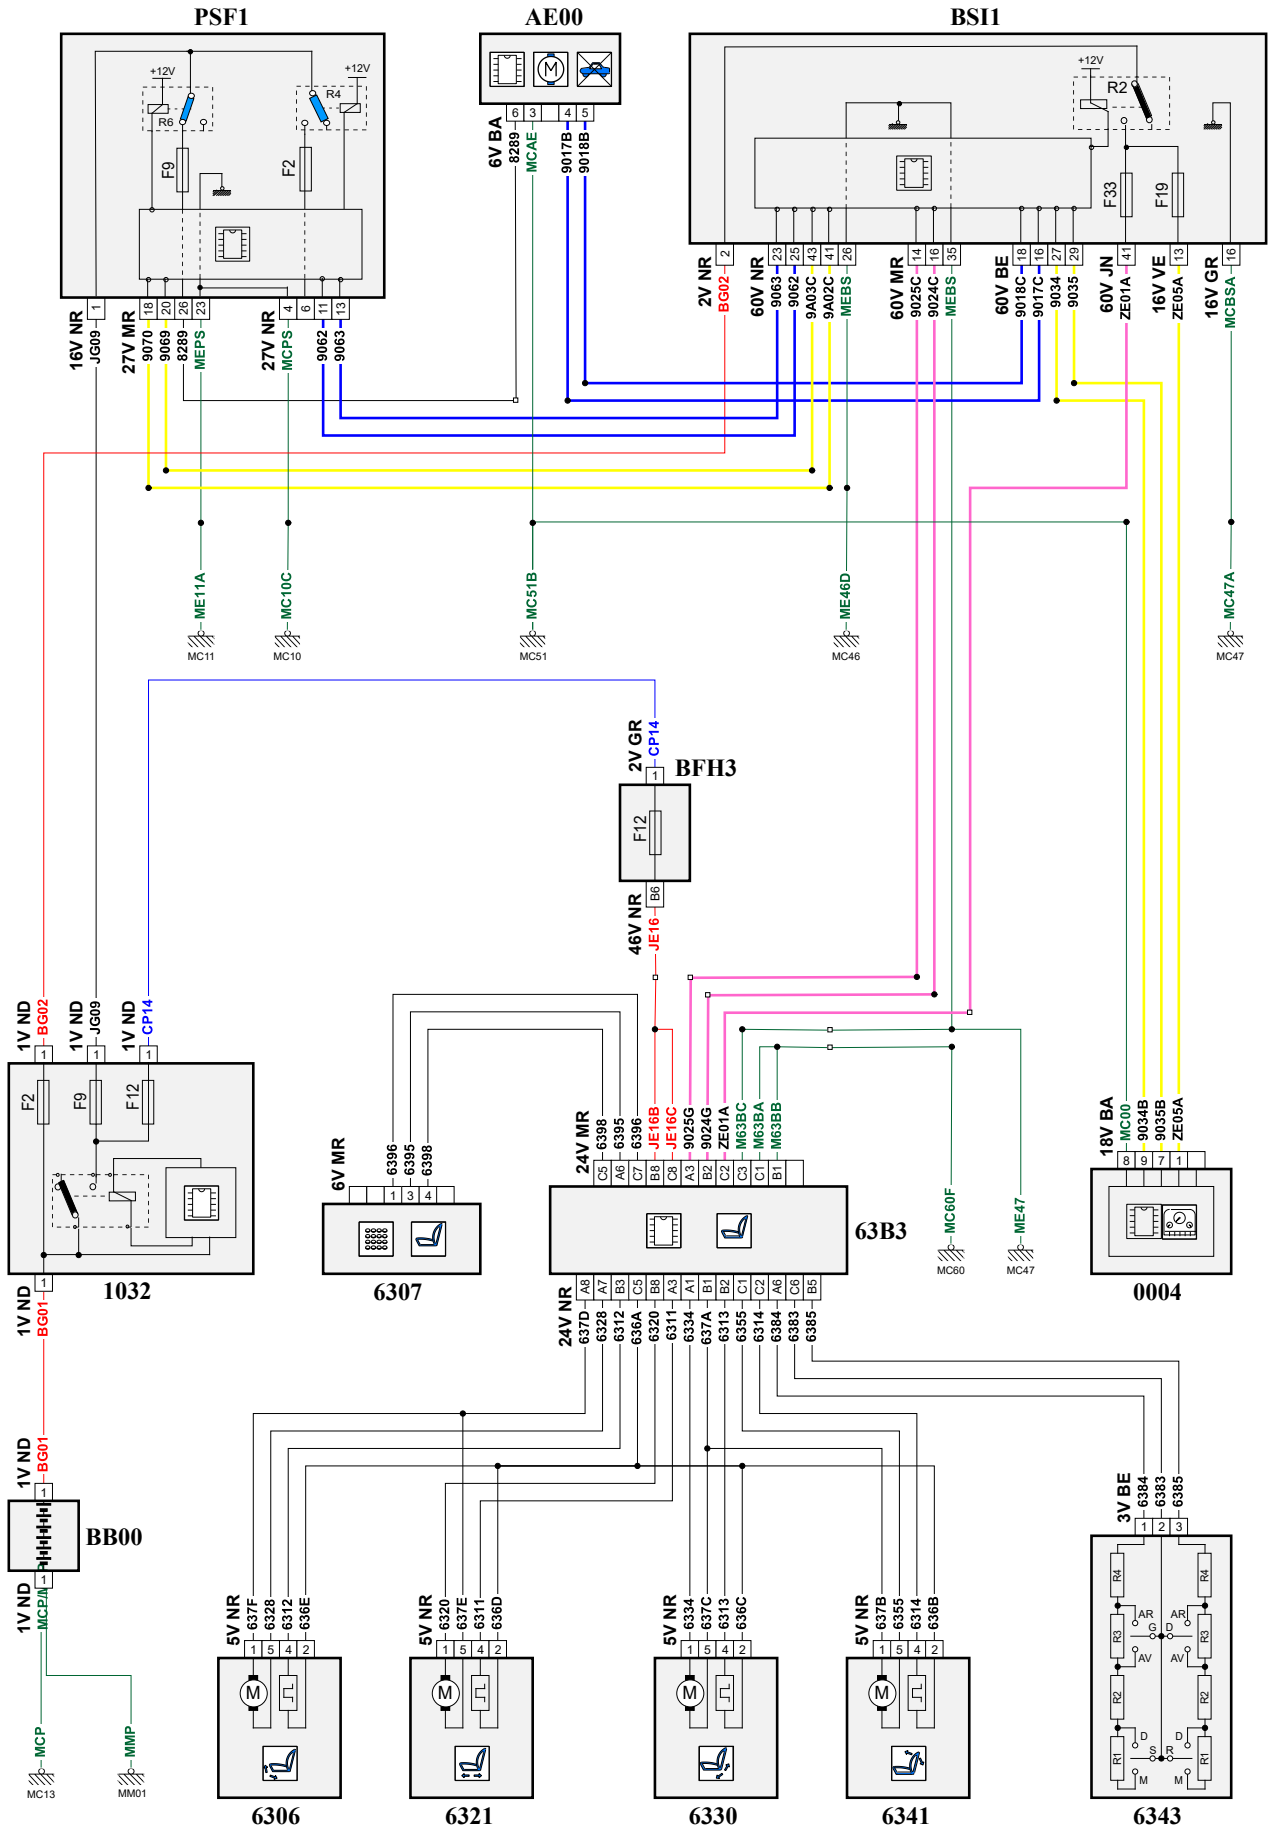 PSF1
AE00
BSI1
+12V
R6
R4
+12V
F9
F2
M
+12V
R2
F33
F19
6 3 4 5
6V BA
8289
MCAE
9017B
9018B
2 23 25 43 41 26 14 16 35 18 16 27 29 41 13 16
2V NR
BG02
60V NR
9063
9062
9A03C
9A02C
MEBS
60V MR
9025C
9024C
MEBS
60V BE
9018C
9017C
9034
9035
60V JN
ZE01A
16V VE
ZE05A
16V GR
MCBSA
1 18 20 26 23 4 6 11 13
16V NR
JG09
27V MR
9070
9069
8289
MEPS
27V NR
MCPS
9062
9063
ME11A
MC10C
MC51B
ME46D
MC47A
MC11
MC10
MC51
MC46
MC47
2V GR
CP14
1
BFH3
F12
B6
46V NR
JE16
1V ND
BG02
1V ND
JG09
1V ND
CP14
1 1 1
F2
F9
F12
1032
1
1V ND
BG01
1V ND
BG01
1
BB00
1
1V ND
MCP
MMP
MC13
MM01
6V MR
6396
6395
6398
1 3 4
6307
24V MR
6398
6395
6396
JE16B
JE16C
9025G
9024G
ZE01A
M63BC
M63BA
M63BB
C5 A6 C7 B8 C8 A3 B2 C2 C3 C1 B1
63B3
A8 A7 B3 C5 B8 A3 A1 B1 B2 C1 C2 A6 C6 B5
24V NR
637D
6328
6312
636A
6320
6311
6334
637A
6313
6355
6314
6384
6383
6385
MC60F
ME47
MC60
MC47
18V BA
MC00
9034B
9035B
ZE05A
8 9 7 1
0004
5V NR
637F
6328
6312
636E
1 5 4 2
M
6306
5V NR
6320
637E
6311
636D
1 5 4 2
M
6321
5V NR
6334
637C
6313
636C
1 5 4 2
M
6330
5V NR
637B
6355
6314
636B
1 5 4 2
M
6341
3V BE
6384
6383
6385
1 2 3
R4
R4
AR AR
R3 G D R3
AV AV
R2
R2
D D
R1 S R R1
M M
6343